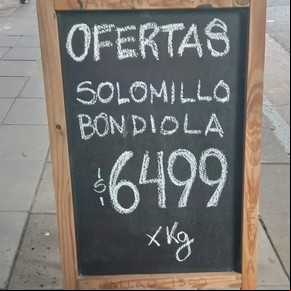 OFERTAS
SOLOMILLO
BONDIOLA
$6499
x Kg